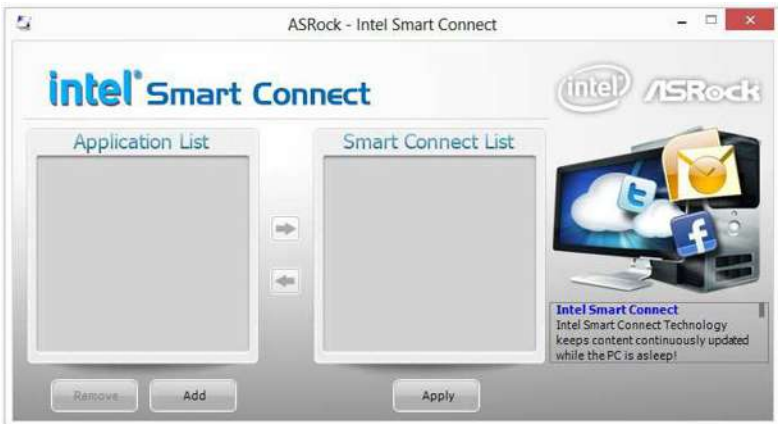 ASRock - Intel Smart Connect
intel Smart Connect
intel ASRock
Application List
Smart Connect List
Intel Smart Connect
Intel Smart Connect Technology
keeps content continuously updated
while the PC is asleep!
Remove
Add
Apply